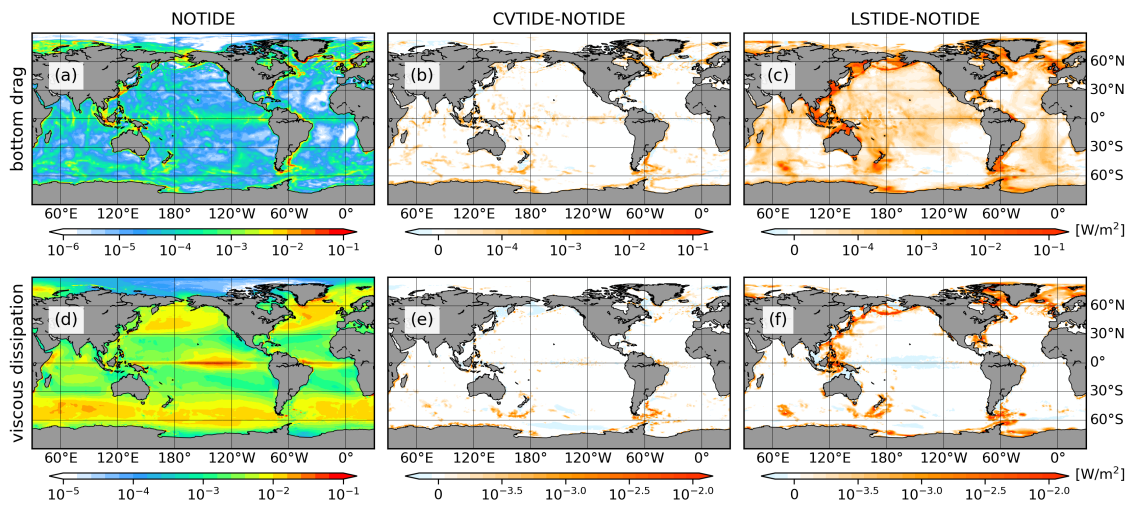 NOTIDE CVTIDE-NOTIDE LSTIDE-NOTIDE
bottom drag
(a) (b) (c)
60°N
30°N
0°
30°S
60°S
60°E 120°E 180° 120°W 60°W 0° 60°E 120°E 180° 120°W 60°W 0° 60°E 120°E 180° 120°W 60°W 0°
[W/m²]
10⁻⁶ 10⁻⁵ 10⁻⁴ 10⁻³ 10⁻² 10⁻¹ 0 10⁻⁴ 10⁻³ 10⁻² 10⁻¹ 0 10⁻⁴ 10⁻³ 10⁻² 10⁻¹
viscous dissipation
(d) (e) (f)
60°N
30°N
0°
30°S
60°S
60°E 120°E 180° 120°W 60°W 0° 60°E 120°E 180° 120°W 60°W 0° 120°E 180° 120°W 60°W 0°
[W/m²]
10⁻⁵ 10⁻⁴ 10⁻³ 10⁻² 10⁻¹ 0 10⁻³·⁵ 10⁻³·⁰ 10⁻²·⁵ 10⁻²·⁰ 0 10⁻³·⁵ 10⁻³·⁰ 10⁻²·⁵ 10⁻²·⁰